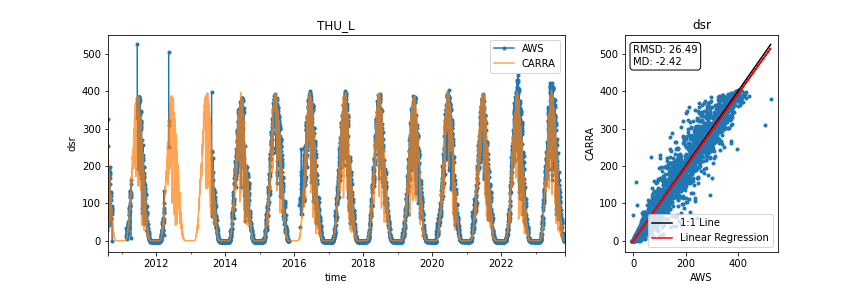 THU_L
dsr
AWS
CARRA
500
400
300
200
100
0
dsr
2012
2014
2016
2018
2020
2022
time
RMSD: 26.49
MD: -2.42
500
400
300
200
100
0
CARRA
1:1 Line
Linear Regression
0
200
400
AWS